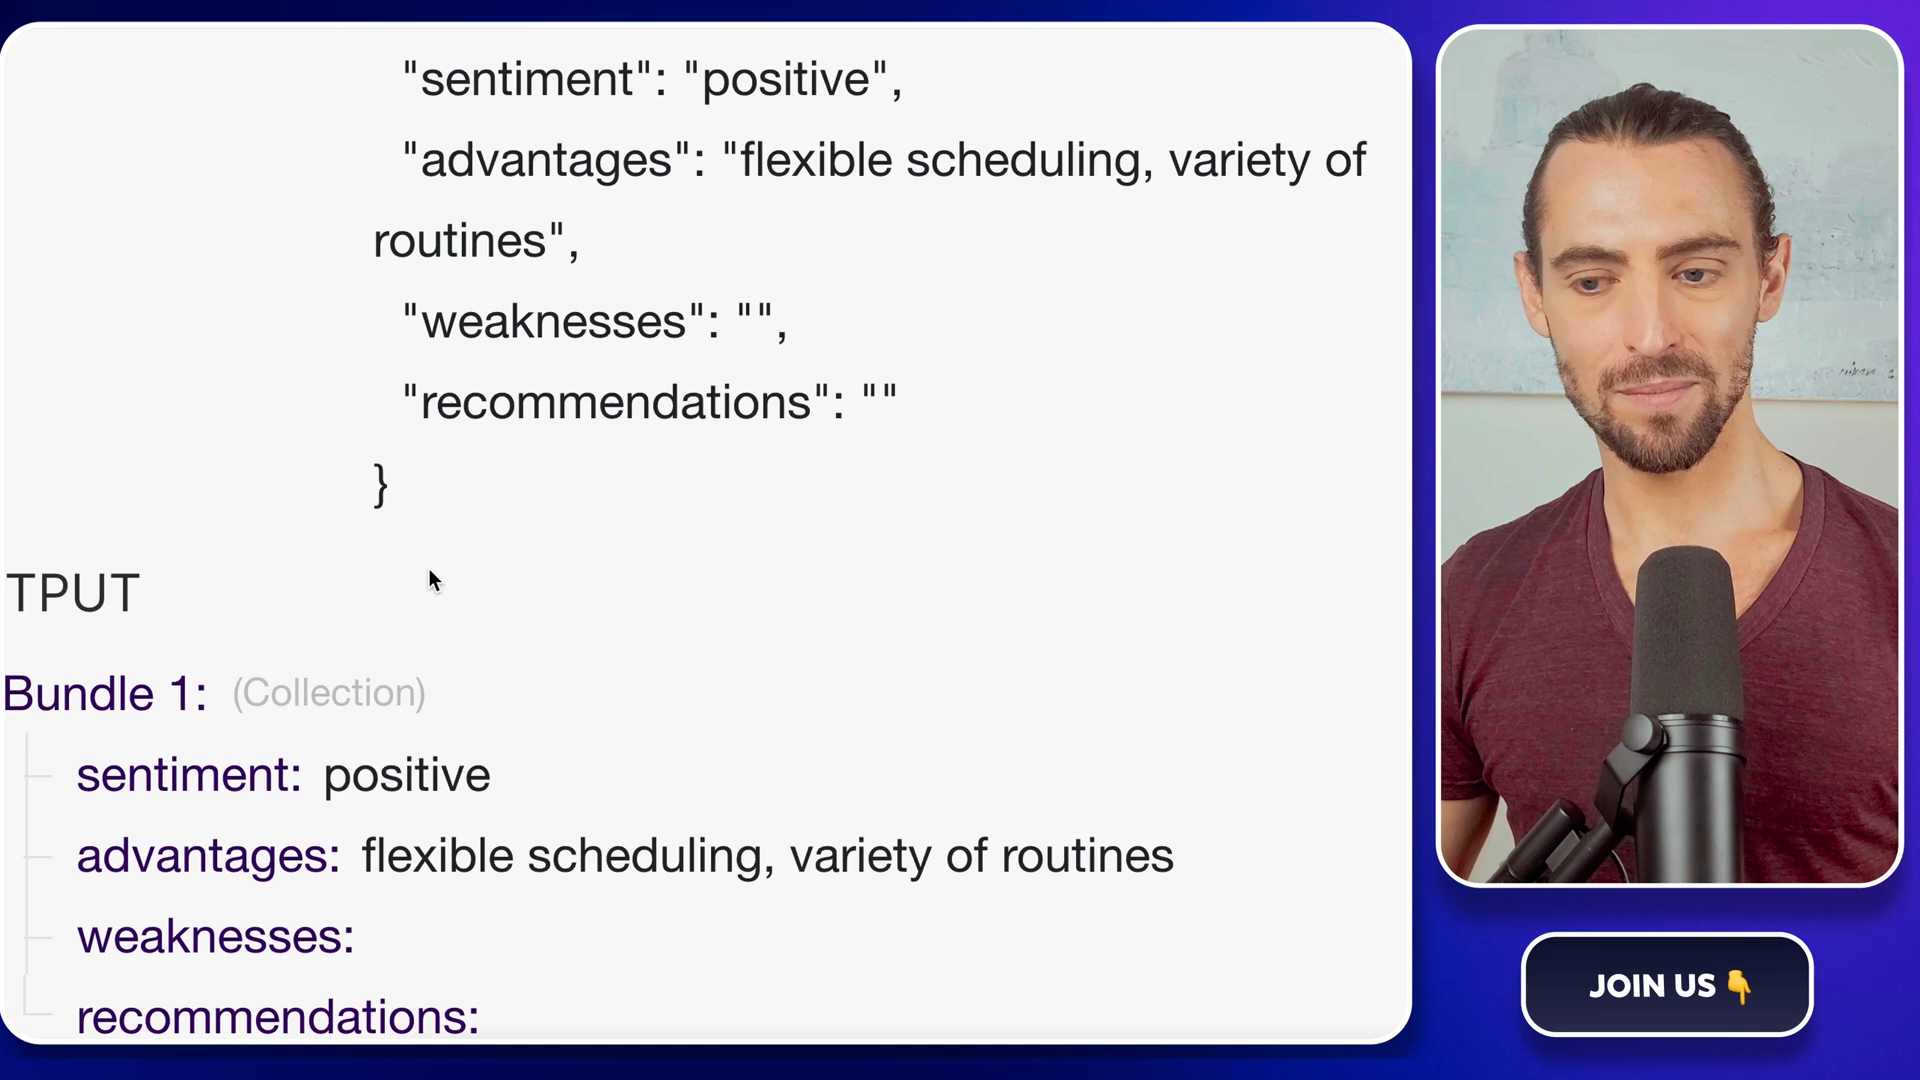 "sentiment": "positive",
"advantages": "flexible scheduling, variety of
routines",
"weaknesses": "",
"recommendations": ""
}
TPUT
Bundle 1: (Collection)
sentiment: positive
advantages: flexible scheduling, variety of routines
weaknesses:
recommendations:
JOIN US 👇